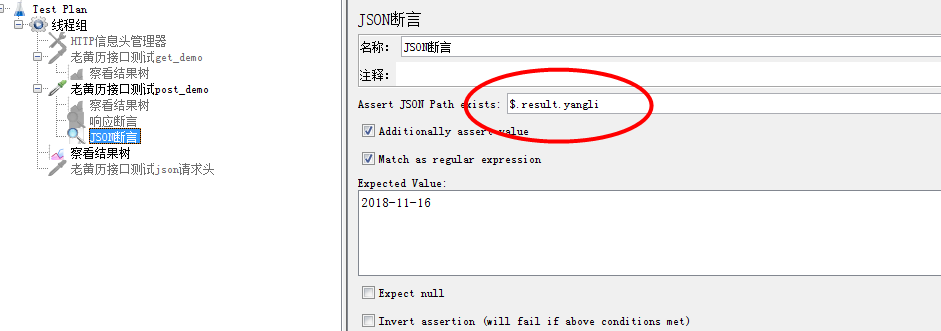 Test Plan
线程组
HTTP信息头管理器
老黄历接口测试get_demo
察看结果树
老黄历接口测试post_demo
察看结果树
响应断言
JSON断言
察看结果树
老黄历接口测试json请求头
JSON断言
名称: JSON断言
注释:
Assert JSON Path exists: $.result.yangli
Additionally assert value
Match as regular expression
Expected Value:
2018-11-16
Expect null
Invert assertion (will fail if above conditions met)